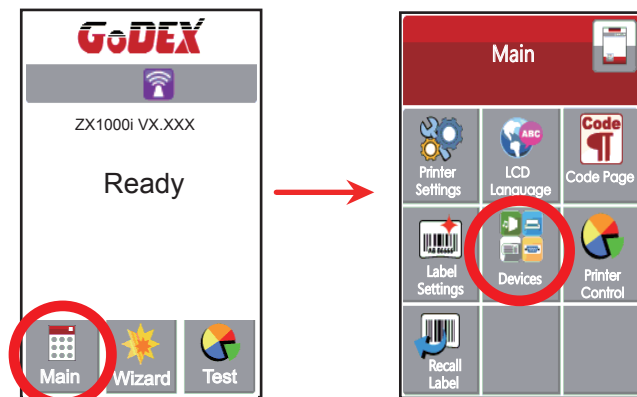 GoDEX
ZX1000i VX.XXX
Ready
Main
Wizard
Test
Main
Printer
Settings
ABC
LCD
Language
Code
Code Page
Label
Settings
Devices
Printer
Control
Recall
Label